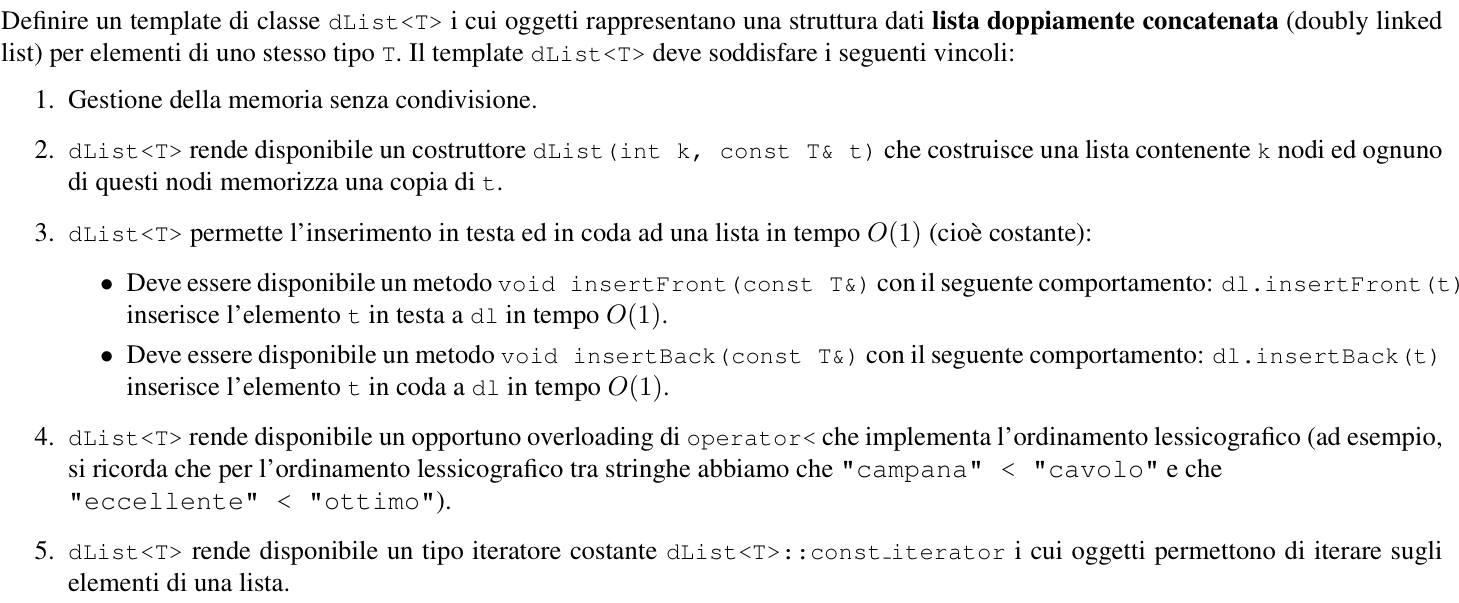 Definire un template di classe dList<T> i cui oggetti rappresentano una struttura dati lista doppiamente concatenata (doubly linked
list) per elementi di uno stesso tipo T. Il template dList<T> deve soddisfare i seguenti vincoli:
1. Gestione della memoria senza condivisione.
2. dList<T> rende disponibile un costruttore dList(int k, const T& t) che costruisce una lista contenente k nodi ed ognuno
di questi nodi memorizza una copia di t.
3. dList<T> permette l'inserimento in testa ed in coda ad una lista in tempo O(1) (cioè costante):
• Deve essere disponibile un metodo void insertFront(const T&) con il seguente comportamento: dl.insertFront(t)
inserisce l'elemento t in testa a dl in tempo O(1).
• Deve essere disponibile un metodo void insertBack(const T&) con il seguente comportamento: dl.insertBack(t)
inserisce l'elemento t in coda a dl in tempo O(1).
4. dList<T> rende disponibile un opportuno overloading di operator< che implementa l'ordinamento lessicografico (ad esempio,
si ricorda che per l'ordinamento lessicografico tra stringhe abbiamo che "campana" < "cavolo" e che
"eccellente" < "ottimo").
5. dList<T> rende disponibile un tipo iteratore costante dList<T>::const_iterator i cui oggetti permettono di iterare sugli
elementi di una lista.